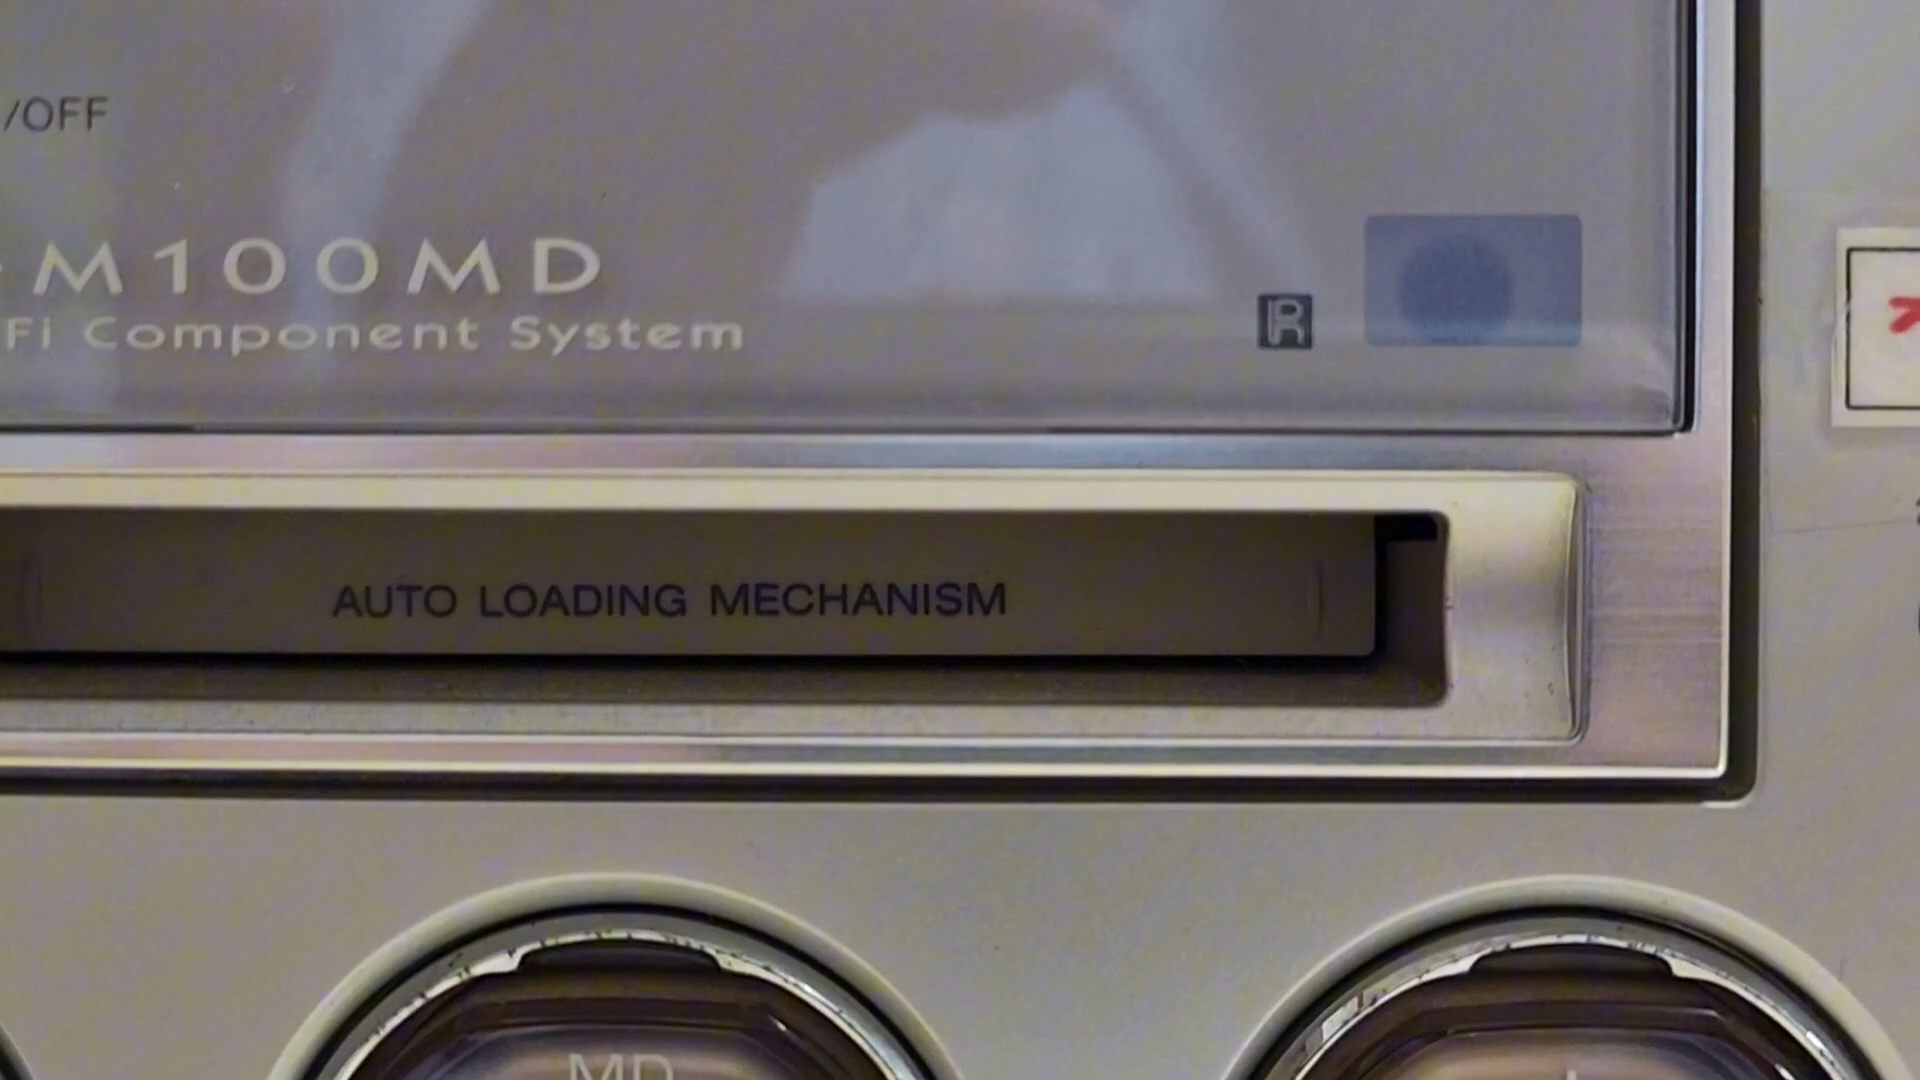 /OFF
M100MD
Fi Component System
R
AUTO LOADING MECHANISM
MD